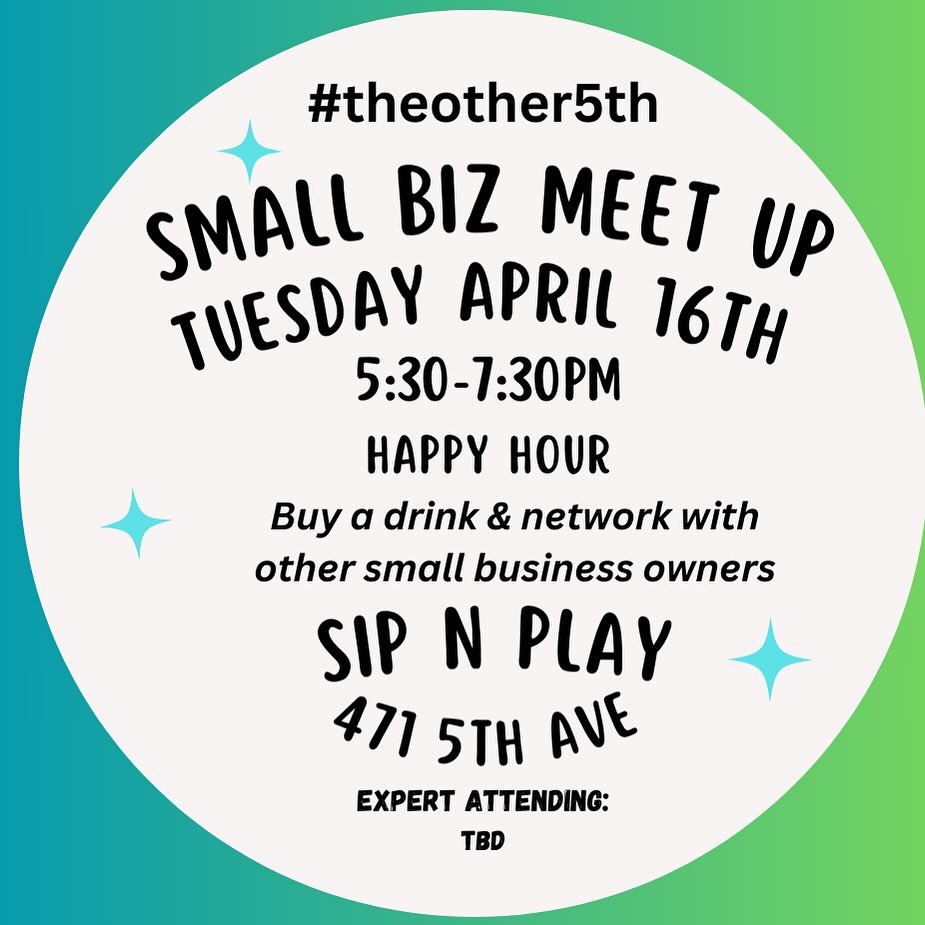 #theother5th
SMALL BIZ MEET UP
TUESDAY APRIL 16TH
5:30-7:30PM
HAPPY HOUR
Buy a drink & network with
other small business owners
SIP N PLAY
471 5TH AVE
EXPERT ATTENDING:
TBD